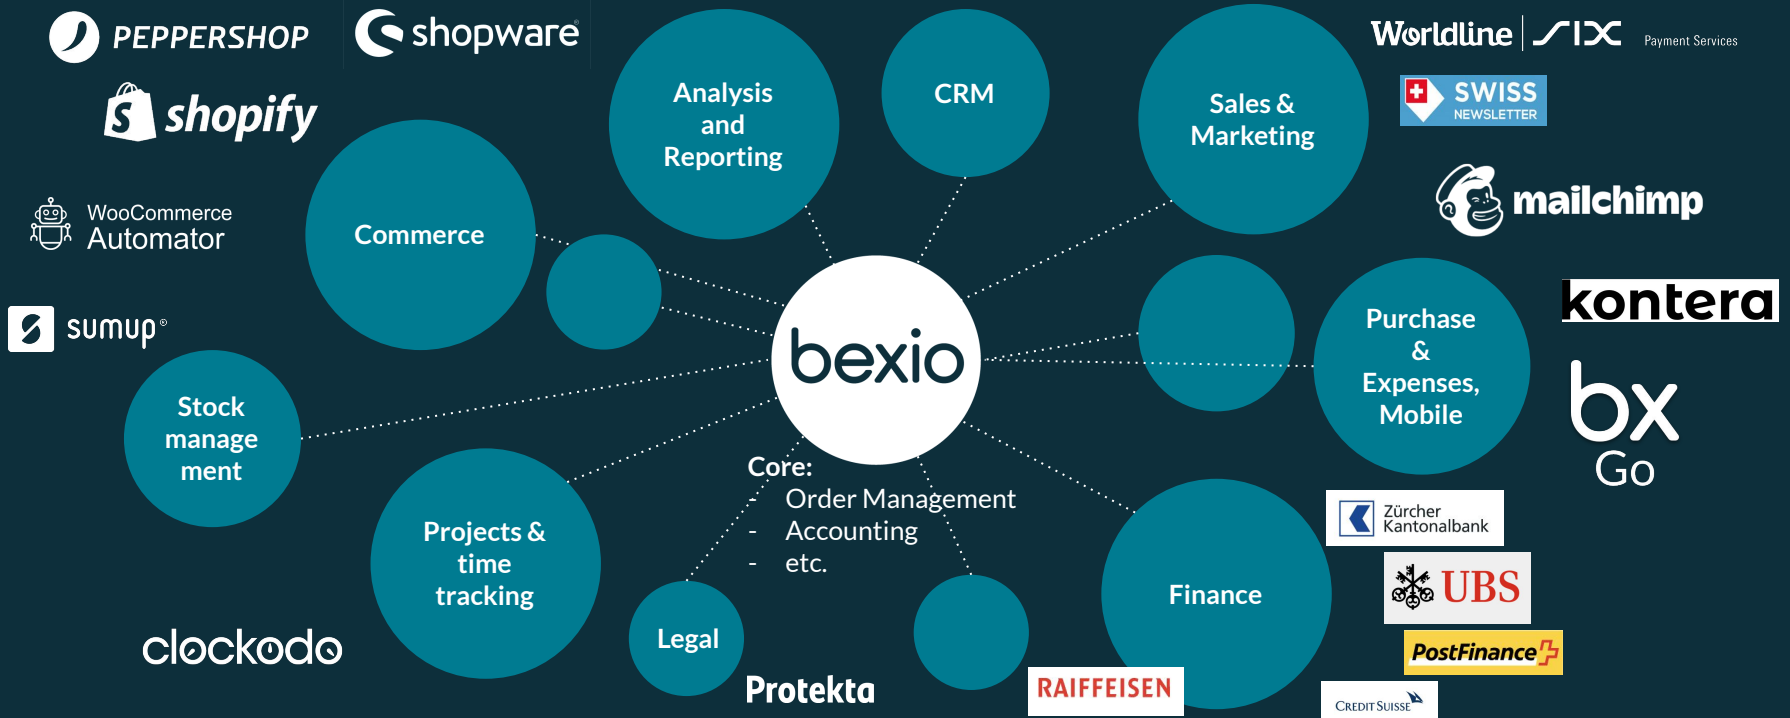 PEPPERSHOP
shopware
shopify
WooCommerce
Automator
sumup®
Commerce
Analysis
and
Reporting
CRM
Sales &
Marketing
Worldline SIX Payment Services
SWISS
NEWSLETTER
mailchimp
kontera
Purchase
&
Expenses,
Mobile
bx
Go
bexio
Stock
manage
ment
Projects &
time
tracking
clockodo
Core:
- Order Management
- Accounting
- etc.
Legal
Protekta
Finance
Zürcher
Kantonalbank
UBS
PostFinance
RAIFFEISEN
CREDIT SUISSE